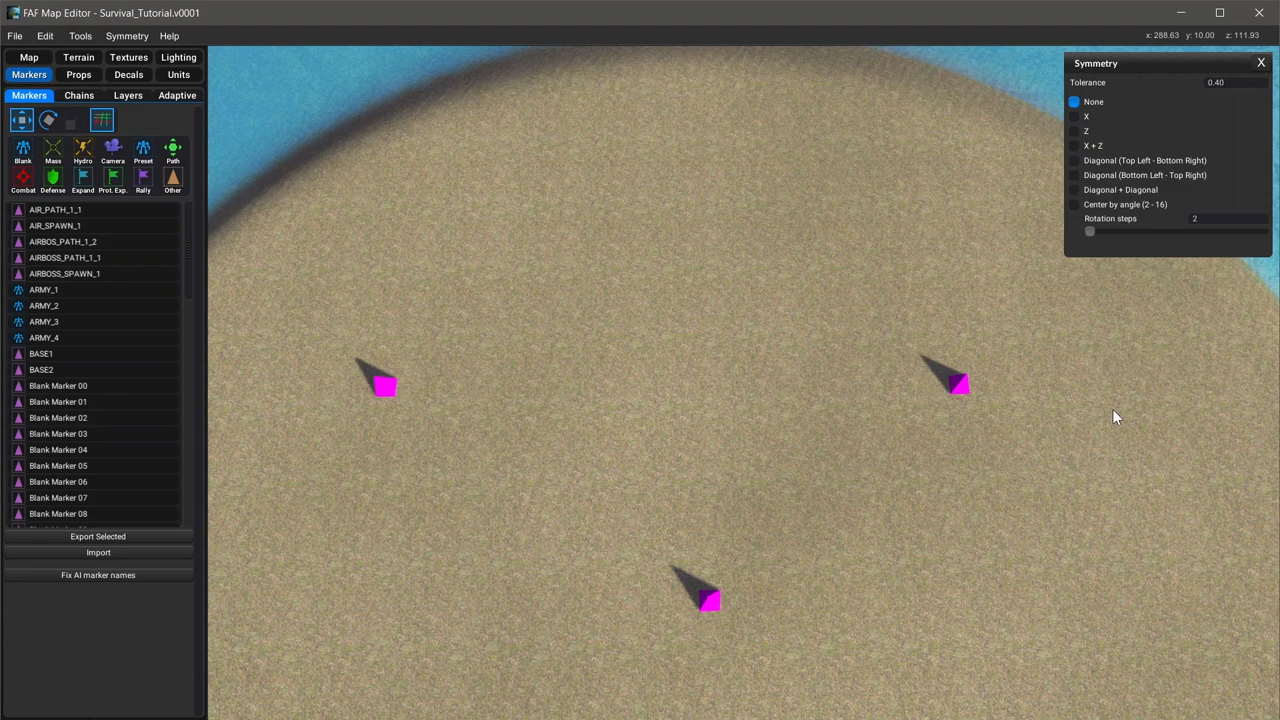 FAF Map Editor - Survival_Tutorial.v0001
File Edit Tools Symmetry Help
x: 288.63 y: 10.00 z: 111.93
Map Terrain Textures Lighting
Markers Props Decals Units
Markers Chains Layers Adaptive
Blank Mass Hydro Camera Preset Path
Combat Defense Expand Prot. Exp. Rally Other
AIR_PATH_1_1
AIR_SPAWN_1
AIRBOS_PATH_1_2
AIRBOSS_PATH_1_1
AIRBOSS_SPAWN_1
ARMY_1
ARMY_2
ARMY_3
ARMY_4
BASE1
BASE2
Blank Marker 00
Blank Marker 01
Blank Marker 02
Blank Marker 03
Blank Marker 04
Blank Marker 05
Blank Marker 06
Blank Marker 07
Blank Marker 08
Export Selected
Import
Fix AI marker names
Symmetry X
Tolerance 0.40
None
X
Z
X + Z
Diagonal (Top Left - Bottom Right)
Diagonal (Bottom Left - Top Right)
Diagonal + Diagonal
Center by angle (2 - 16)
Rotation steps 2